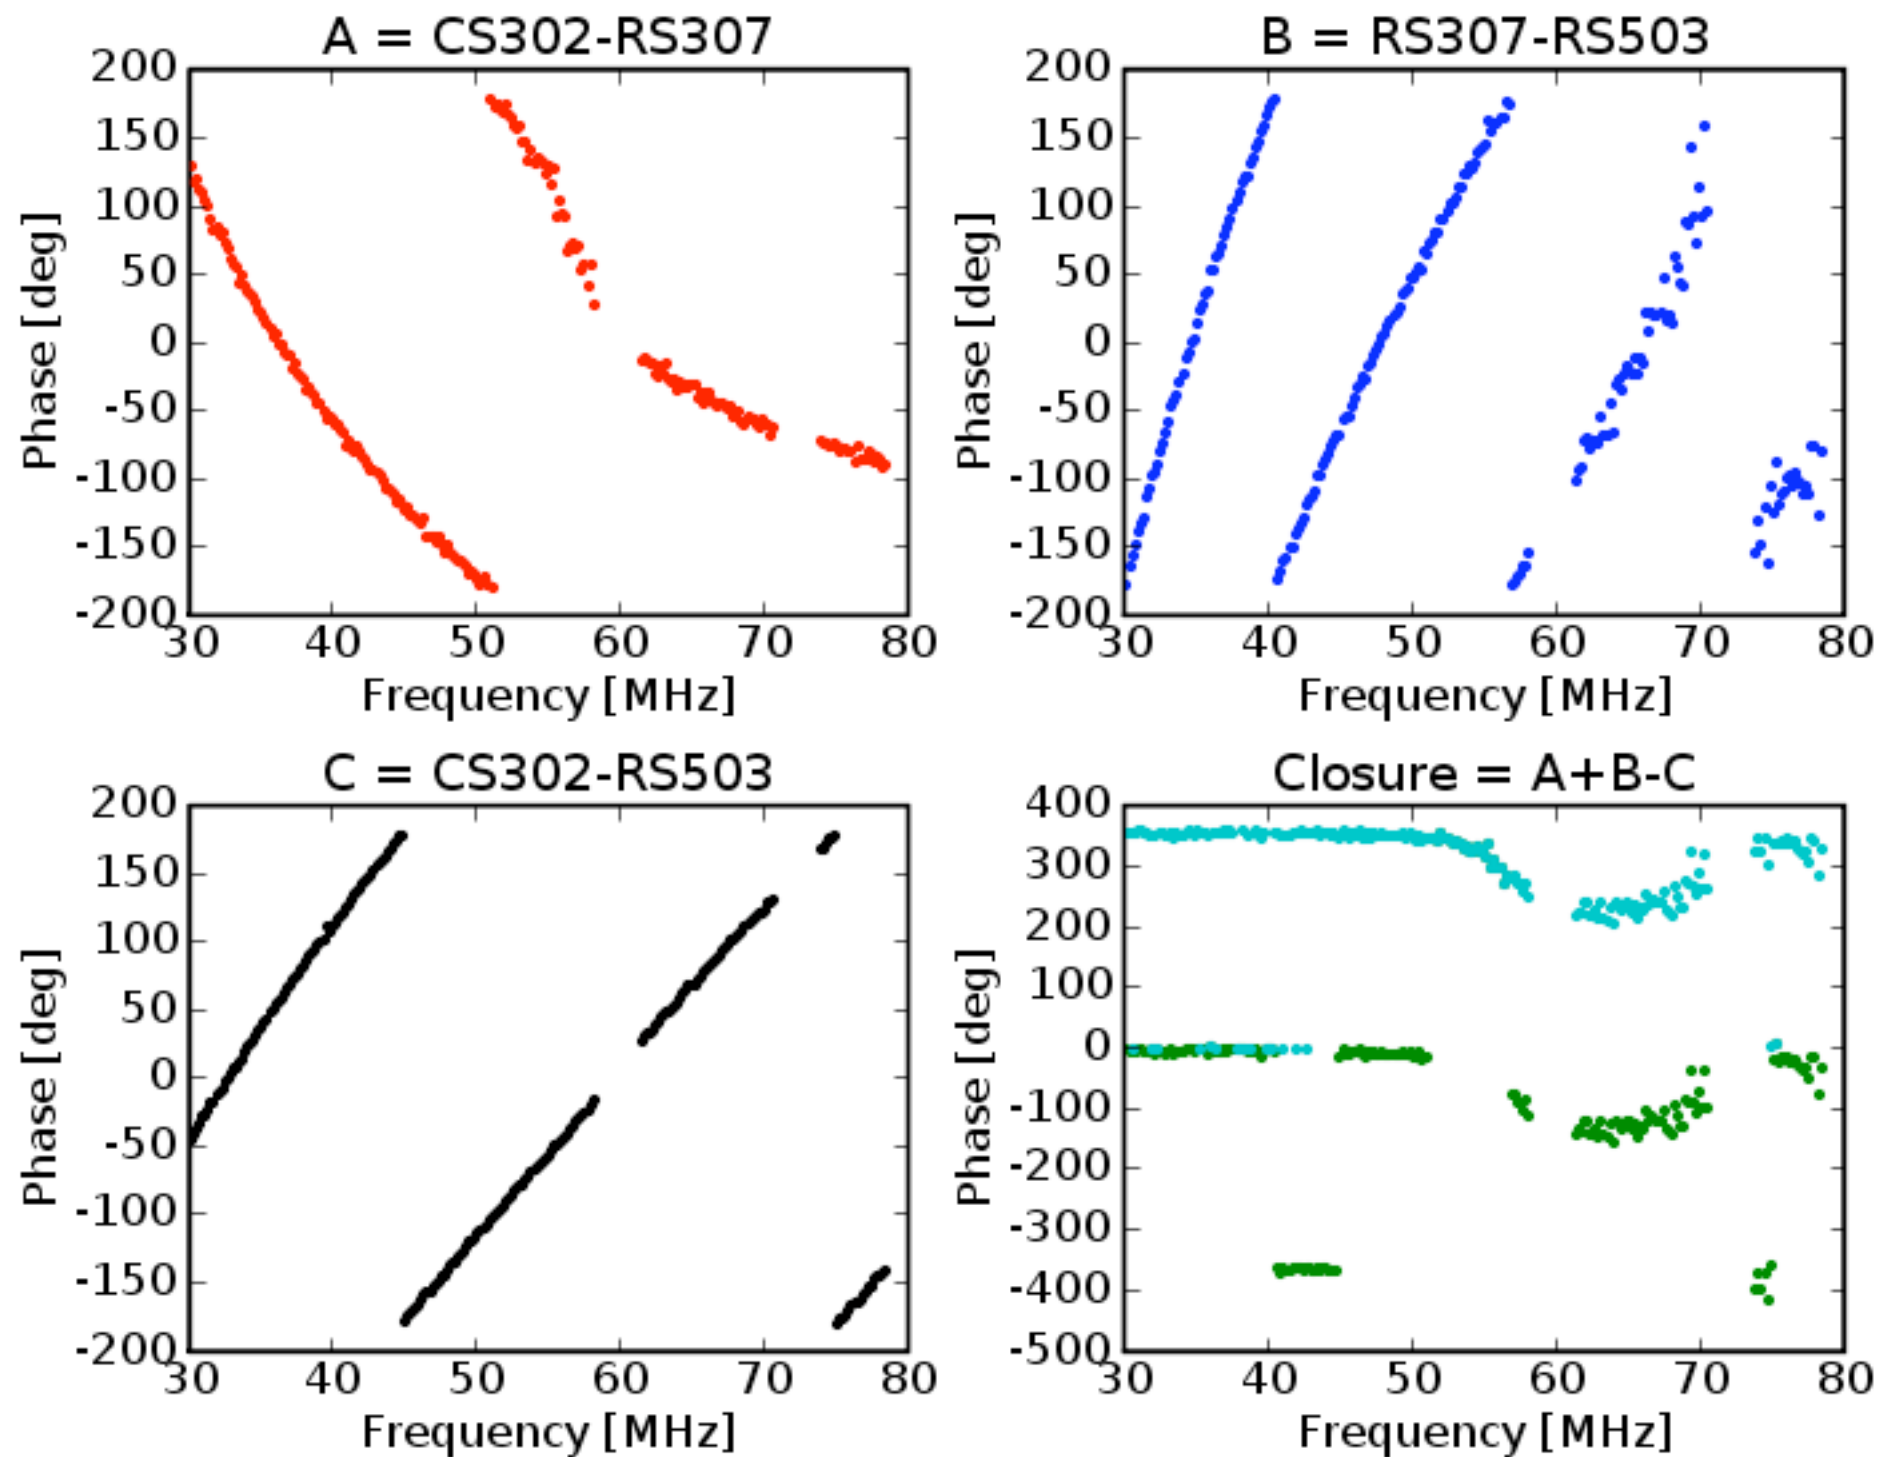 A = CS302-RS307
200
150
100
50
0
-50
-100
-150
-200
30 40 50 60 70 80
Phase [deg]
Frequency [MHz]
B = RS307-RS503
200
150
100
50
0
-50
-100
-150
-200
30 40 50 60 70 80
Phase [deg]
Frequency [MHz]
C = CS302-RS503
200
150
100
50
0
-50
-100
-150
-200
30 40 50 60 70 80
Phase [deg]
Frequency [MHz]
Closure = A+B-C
400
300
200
100
0
-100
-200
-300
-400
-500
30 40 50 60 70 80
Phase [deg]
Frequency [MHz]